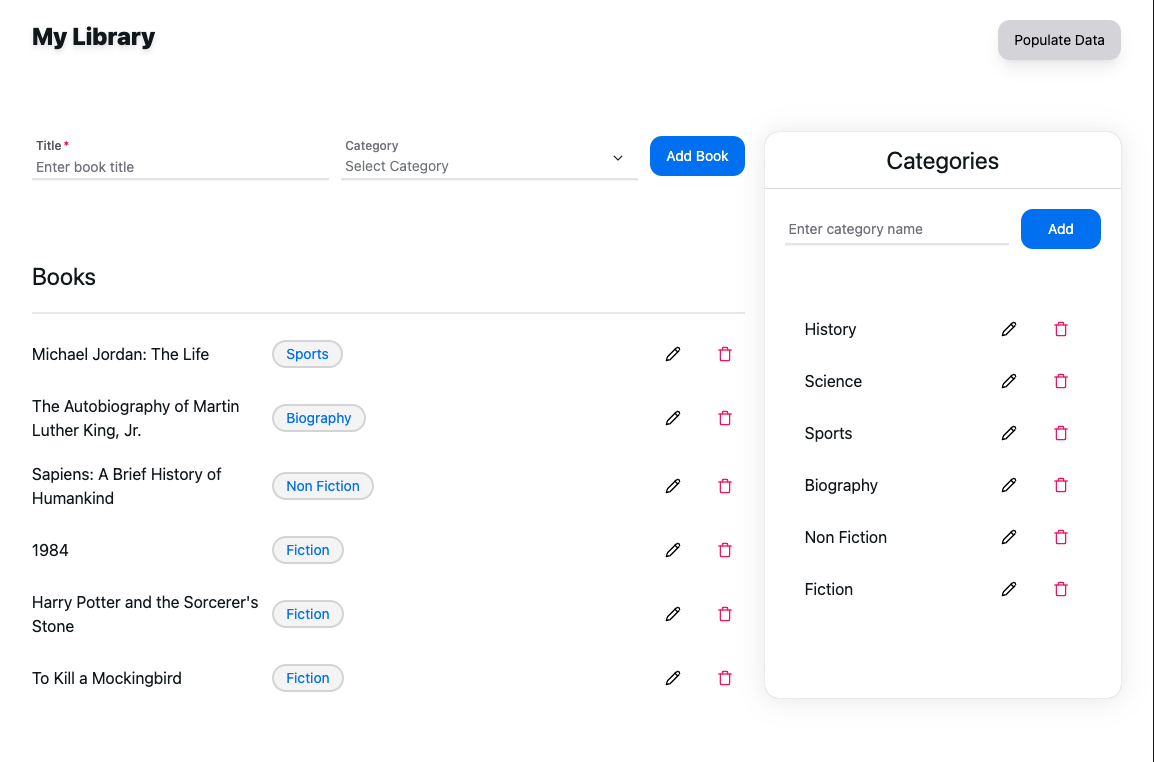 My Library
Populate Data
Title*
Enter book title
Category
Select Category
Add Book
Books
Michael Jordan: The Life
Sports
The Autobiography of Martin
Luther King, Jr.
Biography
Sapiens: A Brief History of
Humankind
Non Fiction
1984
Fiction
Harry Potter and the Sorcerer's
Stone
Fiction
To Kill a Mockingbird
Fiction
Categories
Enter category name
Add
History
Science
Sports
Biography
Non Fiction
Fiction